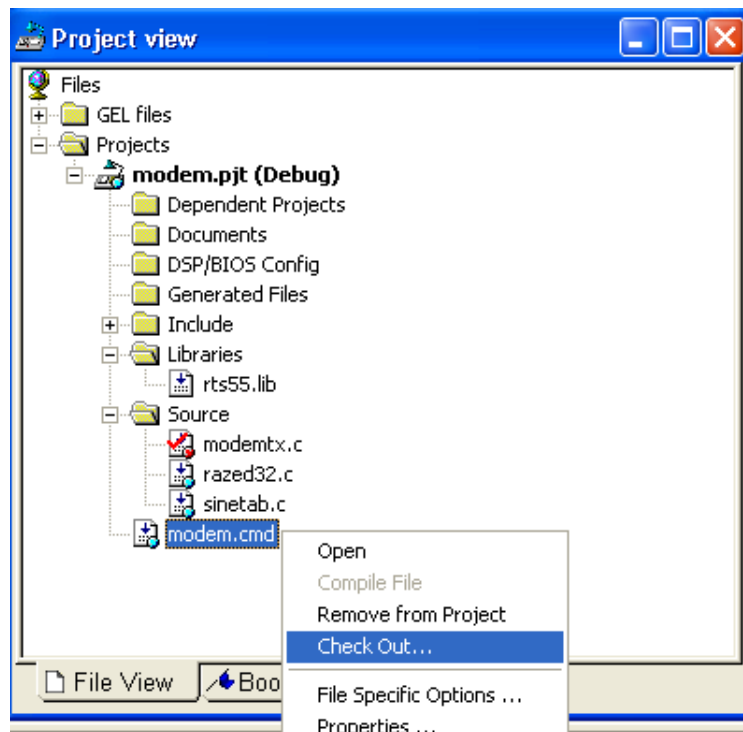 Project view
Files
GEL files
Projects
modem.pjt (Debug)
Dependent Projects
Documents
DSP/BIOS Config
Generated Files
Include
Libraries
rts55.lib
Source
modemtx.c
razed32.c
sinetab.c
modem.cmd
Open
Compile File
Remove from Project
Check Out...
File Specific Options ...
Properties ...
File View
Boo